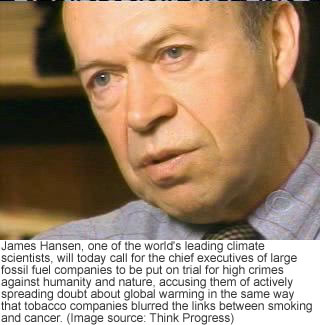 James Hansen, one of the world's leading climate
scientists, will today call for the chief executives of large
fossil fuel companies to be put on trial for high crimes
against humanity and nature, accusing them of actively
spreading doubt about global warming in the same way
that tobacco companies blurred the links between smoking
and cancer. (Image source: Think Progress)